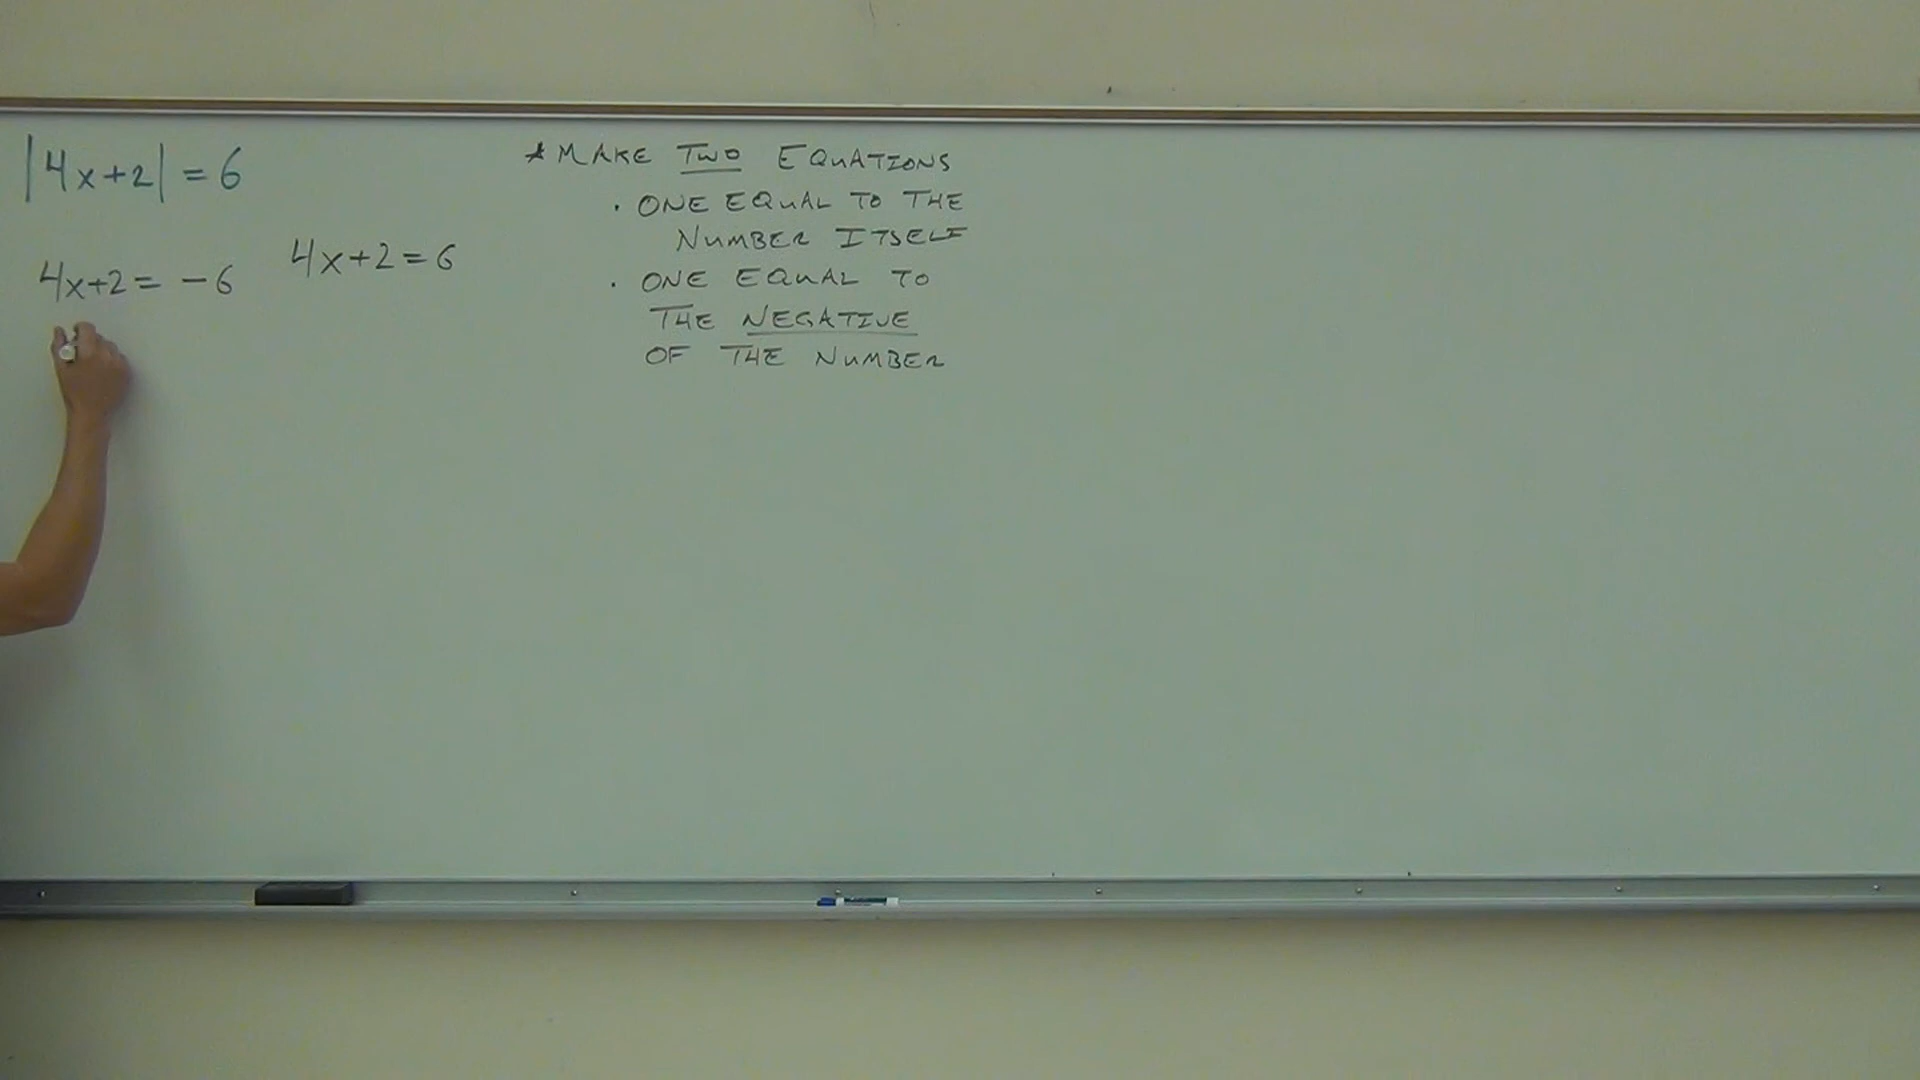 |4x+2| = 6
4x+2 = -6
4x+2 = 6
* MAKE TWO EQUATIONS
· ONE EQUAL TO THE
NUMBER ITSELF
· ONE EQUAL TO
THE NEGATIVE
OF THE NUMBER